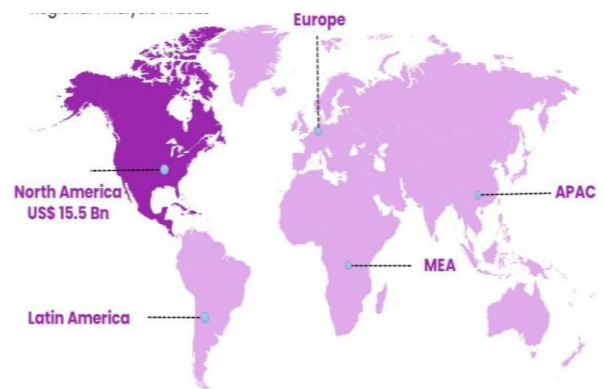 Europe
North America
US$ 15.5 Bn
APAC
MEA
Latin America